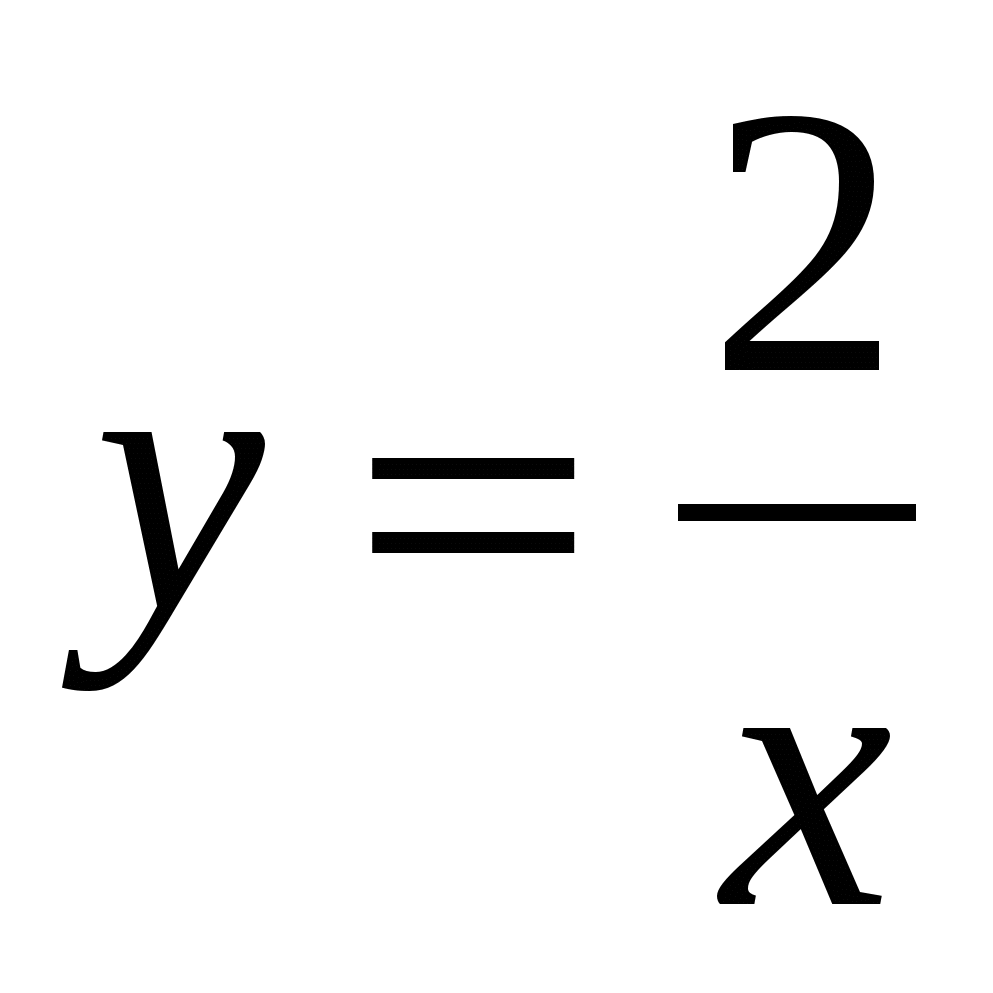 y = 2/x